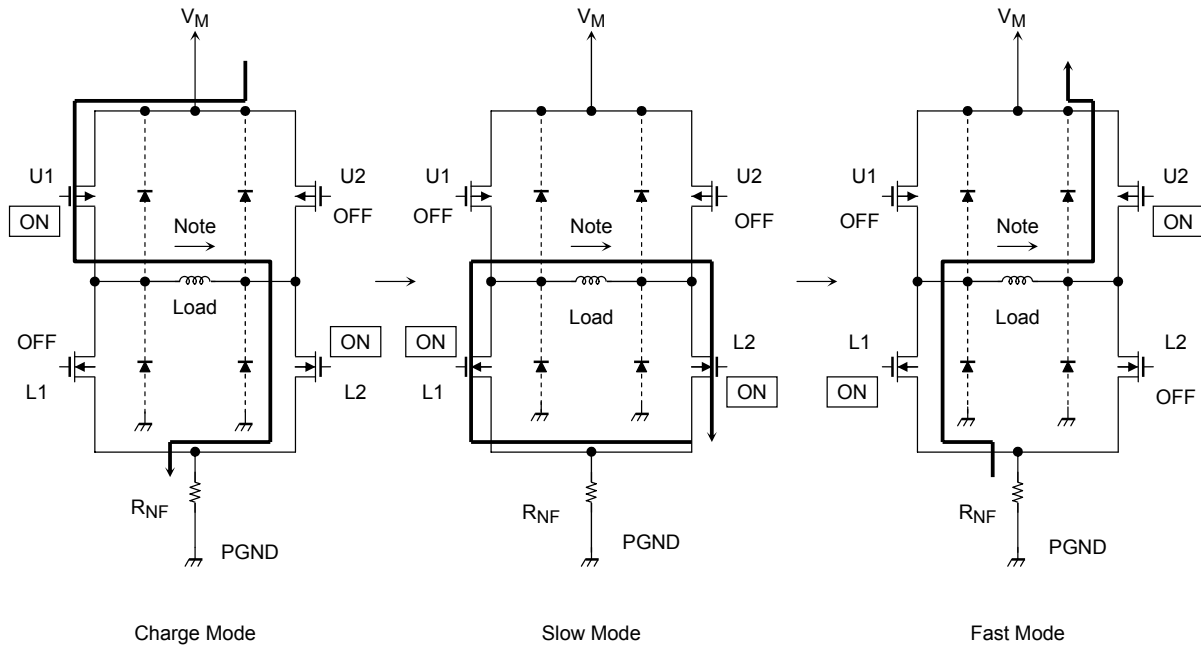 VM
U1
ON
U2
OFF
Note
Load
OFF
L1
ON
L2
RNF
PGND
Charge Mode
VM
U1
OFF
U2
OFF
Note
Load
ON
L1
L2
ON
RNF
PGND
Slow Mode
VM
U1
OFF
U2
ON
Note
Load
L1
ON
L2
OFF
RNF
PGND
Fast Mode